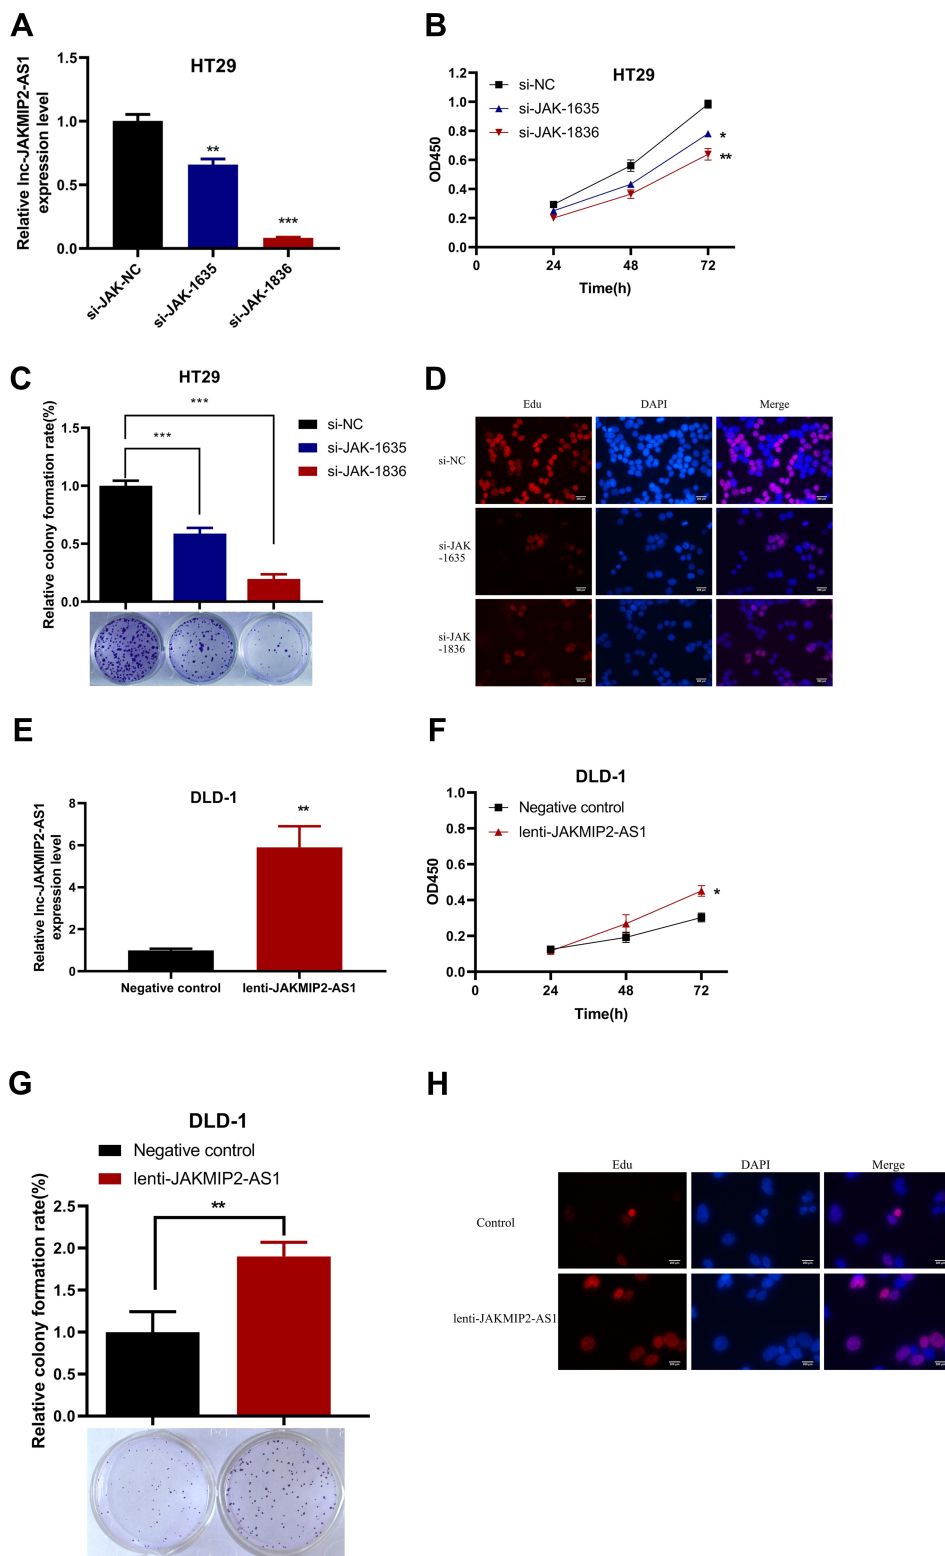 A
Relative lnc-JAKMIP2-AS1
expression level
HT29
1.5
1.0
0.5
0.0
**
***
si-JAK-NC
si-JAK-1635
si-JAK-1836
B
HT29
si-NC
si-JAK-1635
si-JAK-1836
OD450
1.2
1.0
0.8
0.6
0.4
0.2
0.0
*
**
0
24
48
72
Time(h)
C
HT29
Relative colony formation rate(%)
1.5
1.0
0.5
0.0
***
***
si-NC
si-JAK-1635
si-JAK-1836
D
Edu
DAPI
Merge
si-NC
si-JAK
-1635
si-JAK
-1836
E
DLD-1
Relative lnc-JAKMIP2-AS1
expression level
8
6
4
2
0
**
Negative control
lenti-JAKMIP2-AS1
F
DLD-1
Negative control
lenti-JAKMIP2-AS1
OD450
1.0
0.8
0.6
0.4
0.2
0.0
*
0
24
48
72
Time(h)
G
DLD-1
Negative control
lenti-JAKMIP2-AS1
Relative colony formation rate(%)
2.5
2.0
1.5
1.0
0.5
0.0
**
H
Edu
DAPI
Merge
Control
lenti-JAKMIP2-AS1